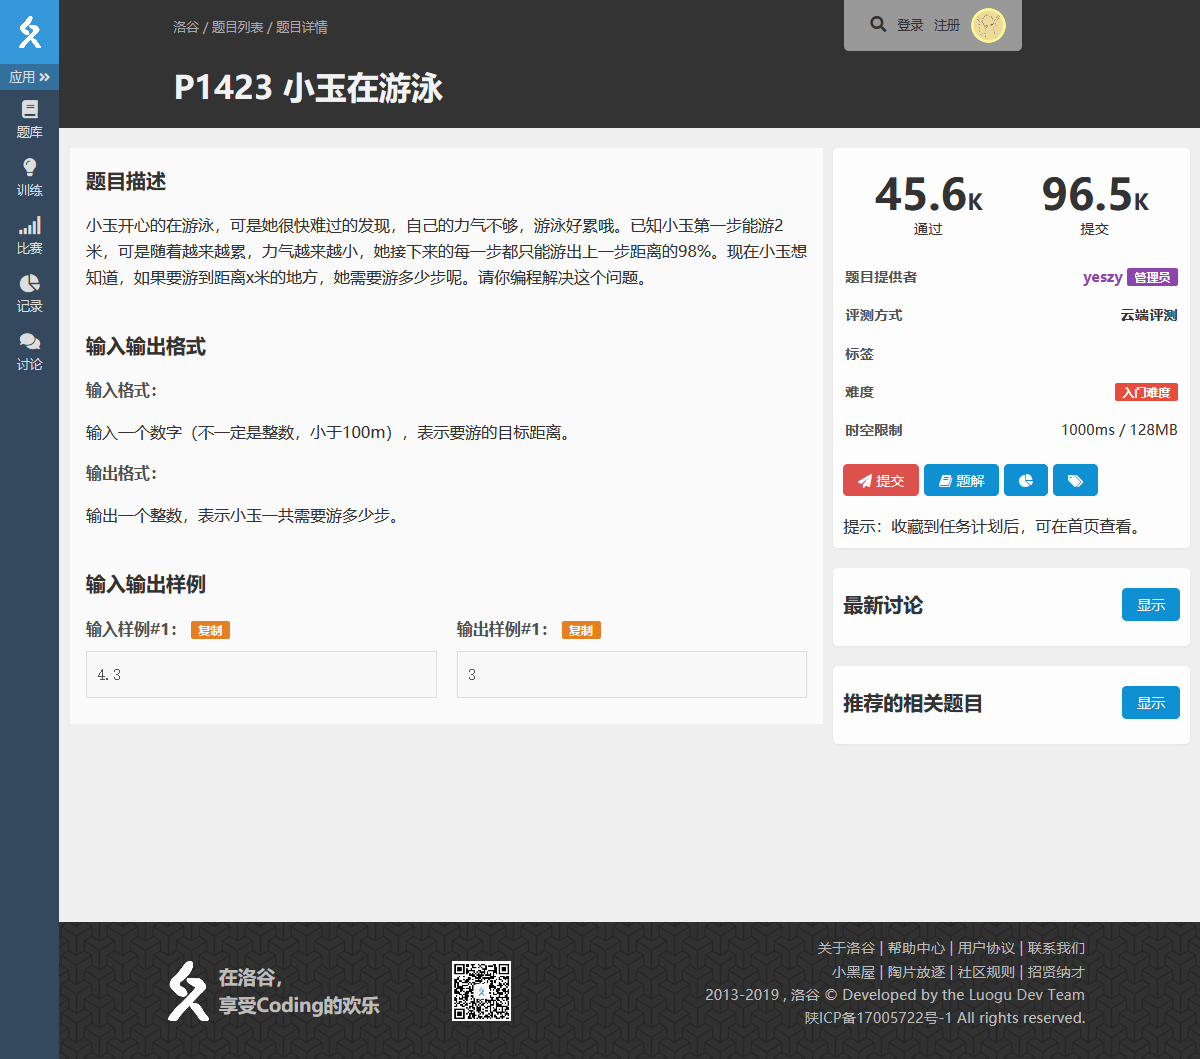 洛谷 / 题目列表 / 题目详情
登录 注册
P1423 小玉在游泳
应用
题库
训练
比赛
记录
讨论
题目描述
小玉开心的在游泳，可是她很快难过的发现，自己的力气不够，游泳好累哦。已知小玉第一步能游2
米，可是随着越来越累，力气越来越小，她接下来的每一步都只能游出上一步距离的98%。现在小玉想
知道，如果要游到距离x米的地方，她需要游多少步呢。请你编程解决这个问题。
输入输出格式
输入格式：
输入一个数字（不一定是整数，小于100m），表示要游的目标距离。
输出格式：
输出一个整数，表示小玉一共需要游多少步。
输入输出样例
输入样例#1： 复制
4.3
输出样例#1： 复制
3
45.6K
通过
96.5K
提交
题目提供者 yeszy 管理员
评测方式 云端评测
标签
难度 入门难度
时空限制 1000ms / 128MB
提交 题解
提示：收藏到任务计划后，可在首页查看。
最新讨论 显示
推荐的相关题目 显示
在洛谷，
享受Coding的欢乐
关于洛谷 | 帮助中心 | 用户协议 | 联系我们
小黑屋 | 陶片放逐 | 社区规则 | 招贤纳才
2013-2019 , 洛谷 © Developed by the Luogu Dev Team
陕ICP备17005722号-1 All rights reserved.